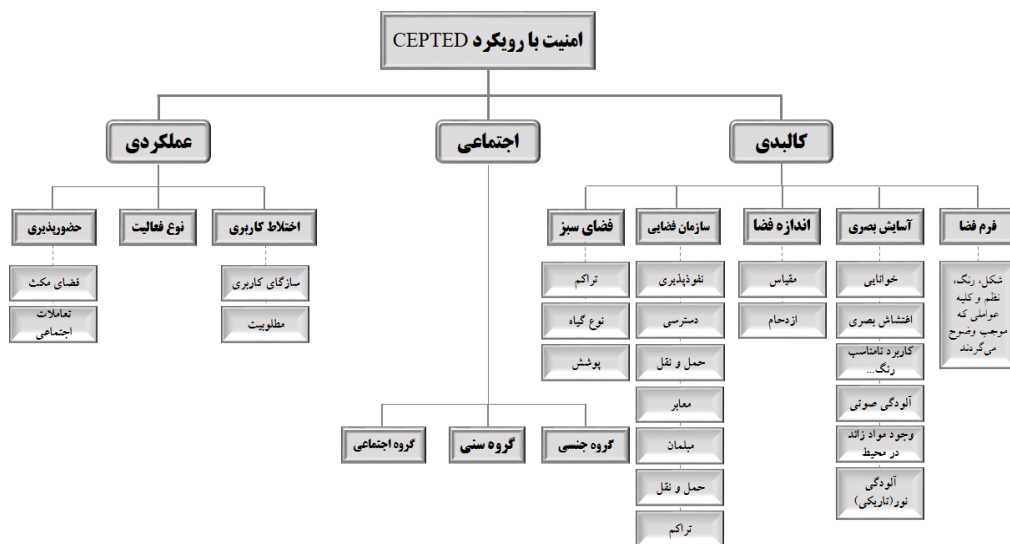 امنیت با رویکرد CEPTED
کالبدی
اجتماعی
عملکردی
فرم فضا
آسایش بصری
اندازه فضا
سازمان فضایی
فضای سبز
اختلاط کاربری
نوع فعالیت
حضورپذیری
شکل، رنگ،
نظم و کلیه
عواملی که
موجب وضوح
می‌گردند
خوانایی
اغتشاش بصری
کاربرد نامناسب
رنگ...
آلودگی صوتی
وجود مواد زائد
در محیط
آلودگی
نور(تاریکی)
مقیاس
ازدحام
نفوذپذیری
دسترسی
حمل و نقل
معابر
مبلمان
حمل و نقل
تراکم
تراکم
نوع گیاه
پوشش
سازگای کاربری
مطلوبیت
فضای مکث
تعاملات
اجتماعی
گروه جنسی
گروه سنی
گروه اجتماعی